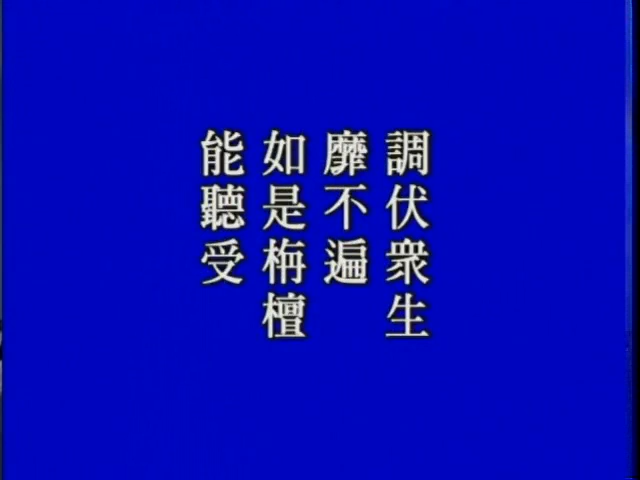 調伏衆生
靡不遍
如是栴檀
能聽受